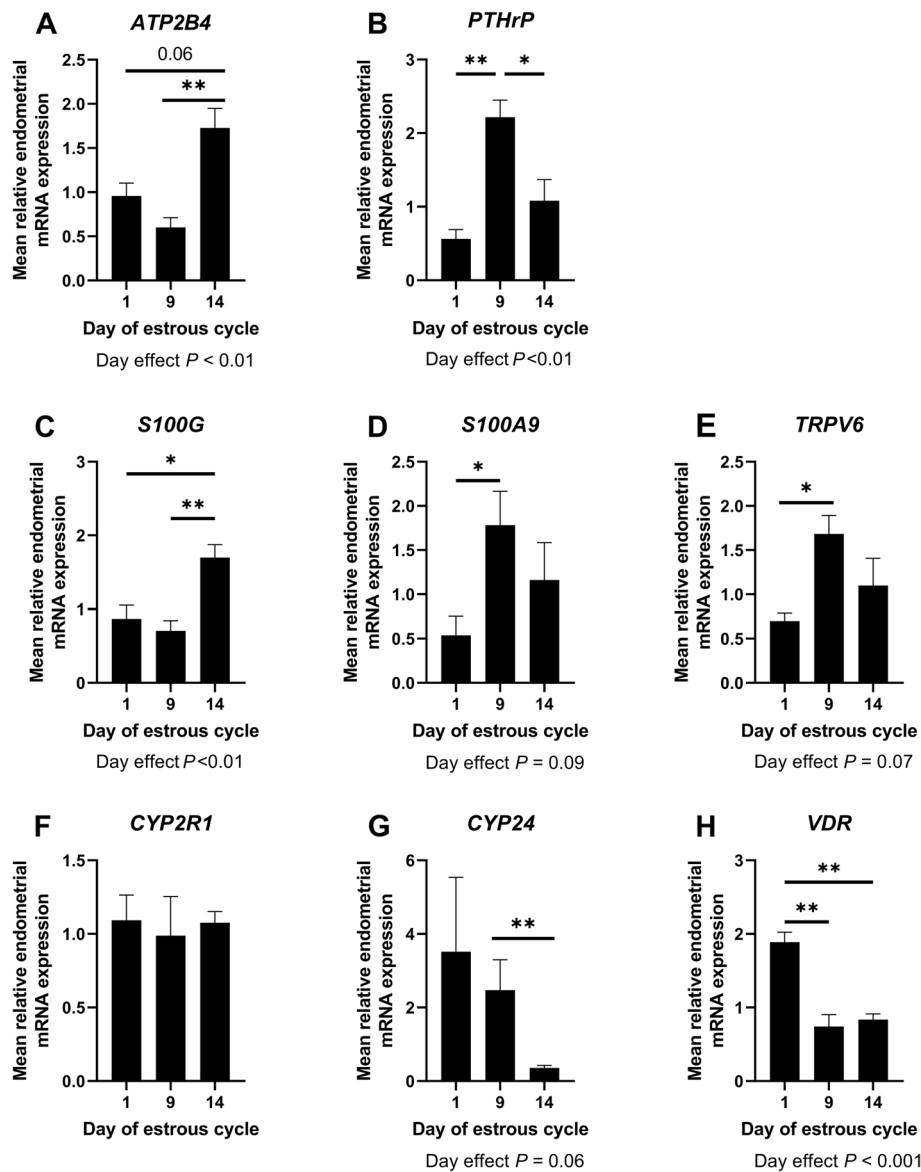 A
ATP2B4
0.06
**
2.5
2.0
1.5
1.0
0.5
0.0
Mean relative endometrial
mRNA expression
1 9 14
Day of estrous cycle
Day effect P < 0.01
B
PTHrP
** *
3
2
1
0
Mean relative endometrial
mRNA expression
1 9 14
Day of estrous cycle
Day effect P<0.01
C
S100G
*
**
3
2
1
0
Mean relative endometrial
mRNA expression
1 9 14
Day of estrous cycle
Day effect P<0.01
D
S100A9
*
2.5
2.0
1.5
1.0
0.5
0.0
Mean relative endometrial
mRNA expression
1 9 14
Day of estrous cycle
Day effect P = 0.09
E
TRPV6
*
2.5
2.0
1.5
1.0
0.5
0.0
Mean relative endometrial
mRNA expression
1 9 14
Day of estrous cycle
Day effect P = 0.07
F
CYP2R1
1.5
1.0
0.5
0.0
Mean relative endometrial
mRNA expression
1 9 14
Day of estrous cycle
G
CYP24
**
6
4
2
0
Mean relative endometrial
mRNA expression
1 9 14
Day of estrous cycle
Day effect P = 0.06
H
VDR
**
**
3
2
1
0
Mean relative endometrial
mRNA expression
1 9 14
Day of estrous cycle
Day effect P < 0.001